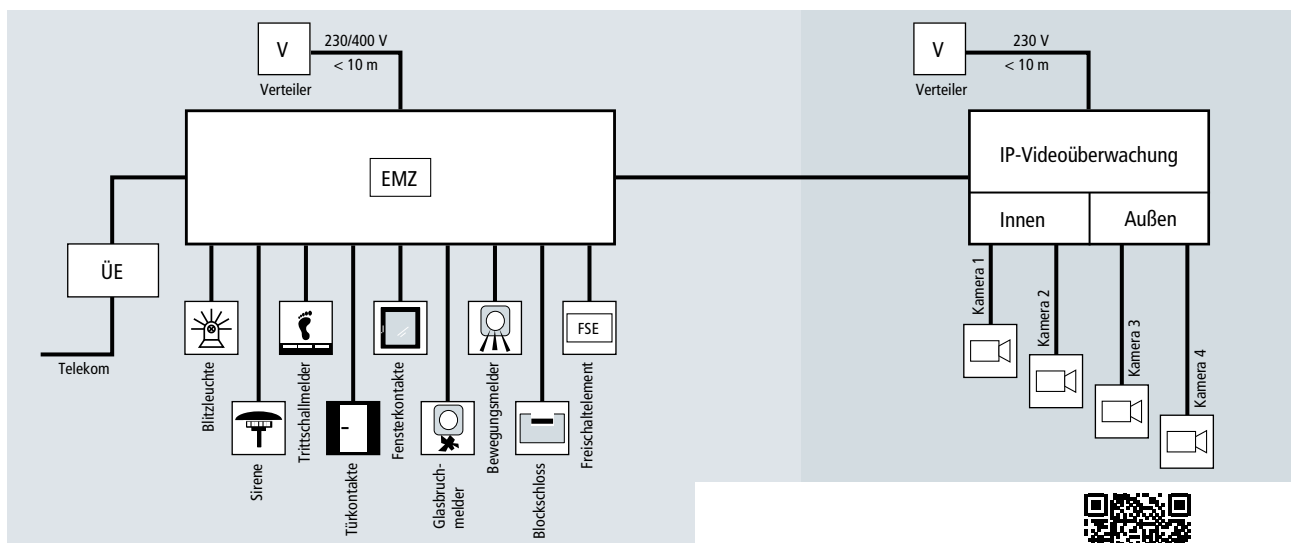 V
230/400 V
< 10 m
Verteiler
EMZ
ÜE
Telekom
Blitzleuchte
Sirene
Trittschallmelder
Türkontakte
Fensterkontakte
Glasbruch-
melder
Bewegungsmelder
Blockschloss
FSE
Freischaltelement
V
230 V
< 10 m
Verteiler
IP-Videoüberwachung
Innen
Außen
Kamera 1
Kamera 2
Kamera 3
Kamera 4